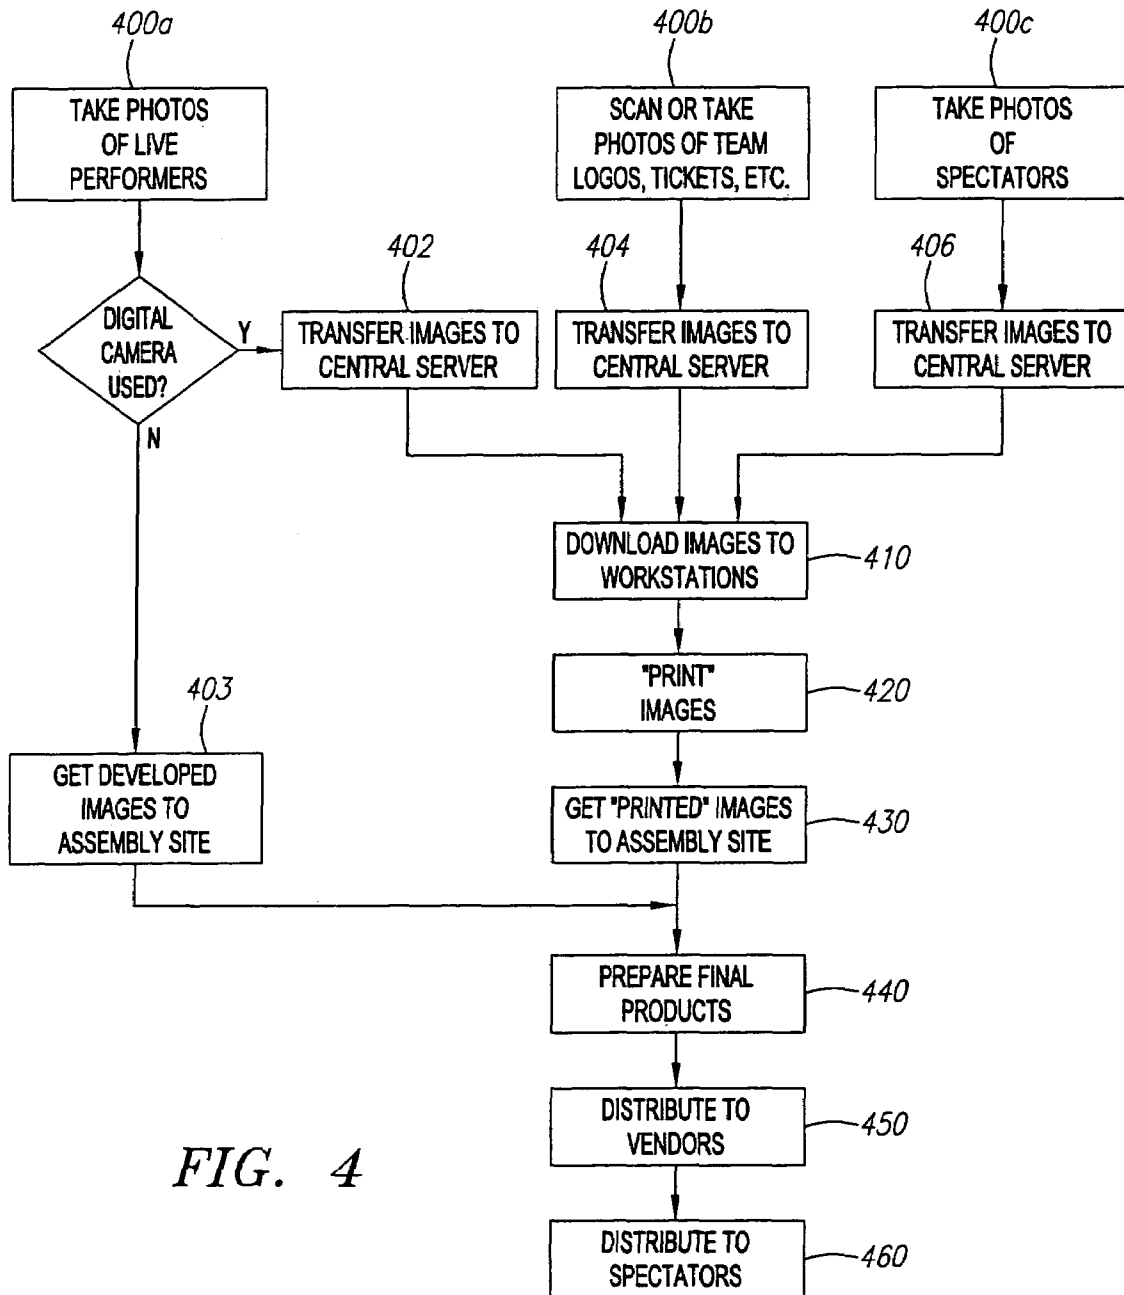 400a
400b
400c
TAKE PHOTOS
OF LIVE
PERFORMERS
SCAN OR TAKE
PHOTOS OF TEAM
LOGOS, TICKETS, ETC.
TAKE PHOTOS
OF
SPECTATORS
DIGITAL
CAMERA
USED?
Y
N
402
TRANSFER IMAGES TO
CENTRAL SERVER
404
TRANSFER IMAGES TO
CENTRAL SERVER
406
TRANSFER IMAGES TO
CENTRAL SERVER
DOWNLOAD IMAGES TO
WORKSTATIONS
410
"PRINT"
IMAGES
420
403
GET DEVELOPED
IMAGES TO
ASSEMBLY SITE
GET "PRINTED" IMAGES
TO ASSEMBLY SITE
430
PREPARE FINAL
PRODUCTS
440
DISTRIBUTE TO
VENDORS
450
DISTRIBUTE TO
SPECTATORS
460
FIG. 4